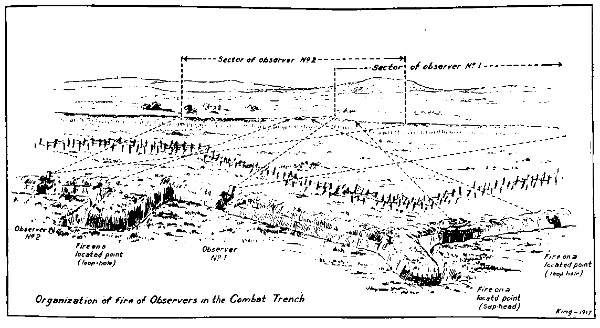 Sector of observer Nº 2
Sector of observer Nº 1
Observer
Nº 2
Fire on a
located point
(loop-hole)
Observer
Nº 1
Fire on a
located point
(loop hole)
Fire on a
locatd point
(Sap-head)
Organization of fire of Observers in the Combat Trench
King-1917